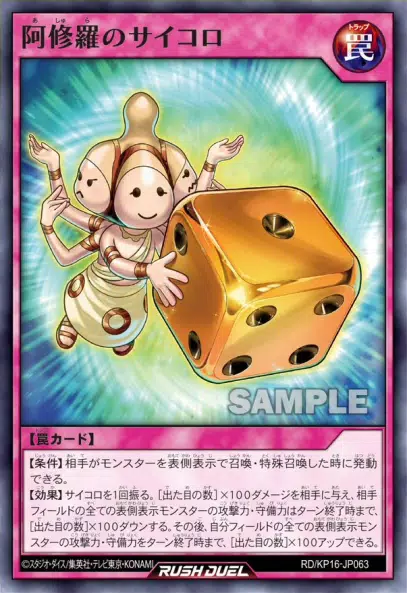 阿修羅のサイコロ
あしゅら
トラップ
罠
SAMPLE
【罠カード】
【条件】相手がモンスターを表側表示で召喚・特殊召喚した時に発動
できる。
【効果】サイコロを1回振る。[出た目の数]×100ダメージを相手に与え、相手
フィールドの全ての表側表示モンスターの攻撃力・守備力はターン終了時まで、
[出た目の数]×100ダウンする。その後、自分フィールドの全ての表側表示モン
スターの攻撃力・守備力をターン終了時まで、[出た目の数]×100アップできる。
©スタジオ・ダイス/集英社・テレビ東京・KONAMI
RUSH DUEL
RD/KP16-JP063